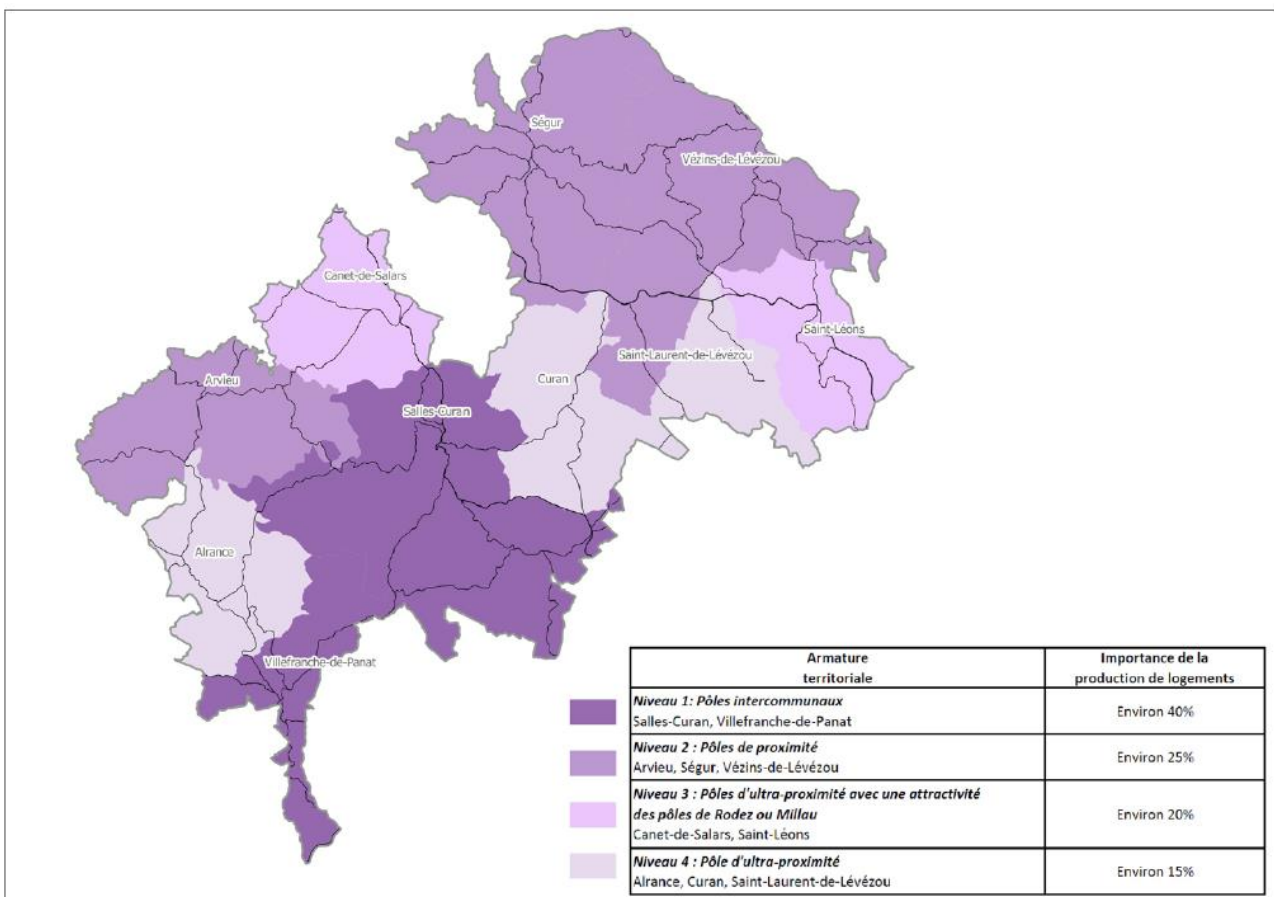 Ségur
Vézins-de-Lévézou
Canet-de-Salars
Saint-Léons
Saint-Laurent-de-Lévézou
Arvieu
Curan
Salles-Curan
Alrance
Villefranche-de-Panat
Armature
territoriale
Importance de la
production de logements
Niveau 1: Pôles intercommunaux
Salles-Curan, Villefranche-de-Panat
Environ 40%
Niveau 2 : Pôles de proximité
Arvieu, Ségur, Vézins-de-Lévézou
Environ 25%
Niveau 3 : Pôles d'ultra-proximité avec une attractivité
des pôles de Rodez ou Millau
Canet-de-Salars, Saint-Léons
Environ 20%
Niveau 4 : Pôle d'ultra-proximité
Alrance, Curan, Saint-Laurent-de-Lévézou
Environ 15%